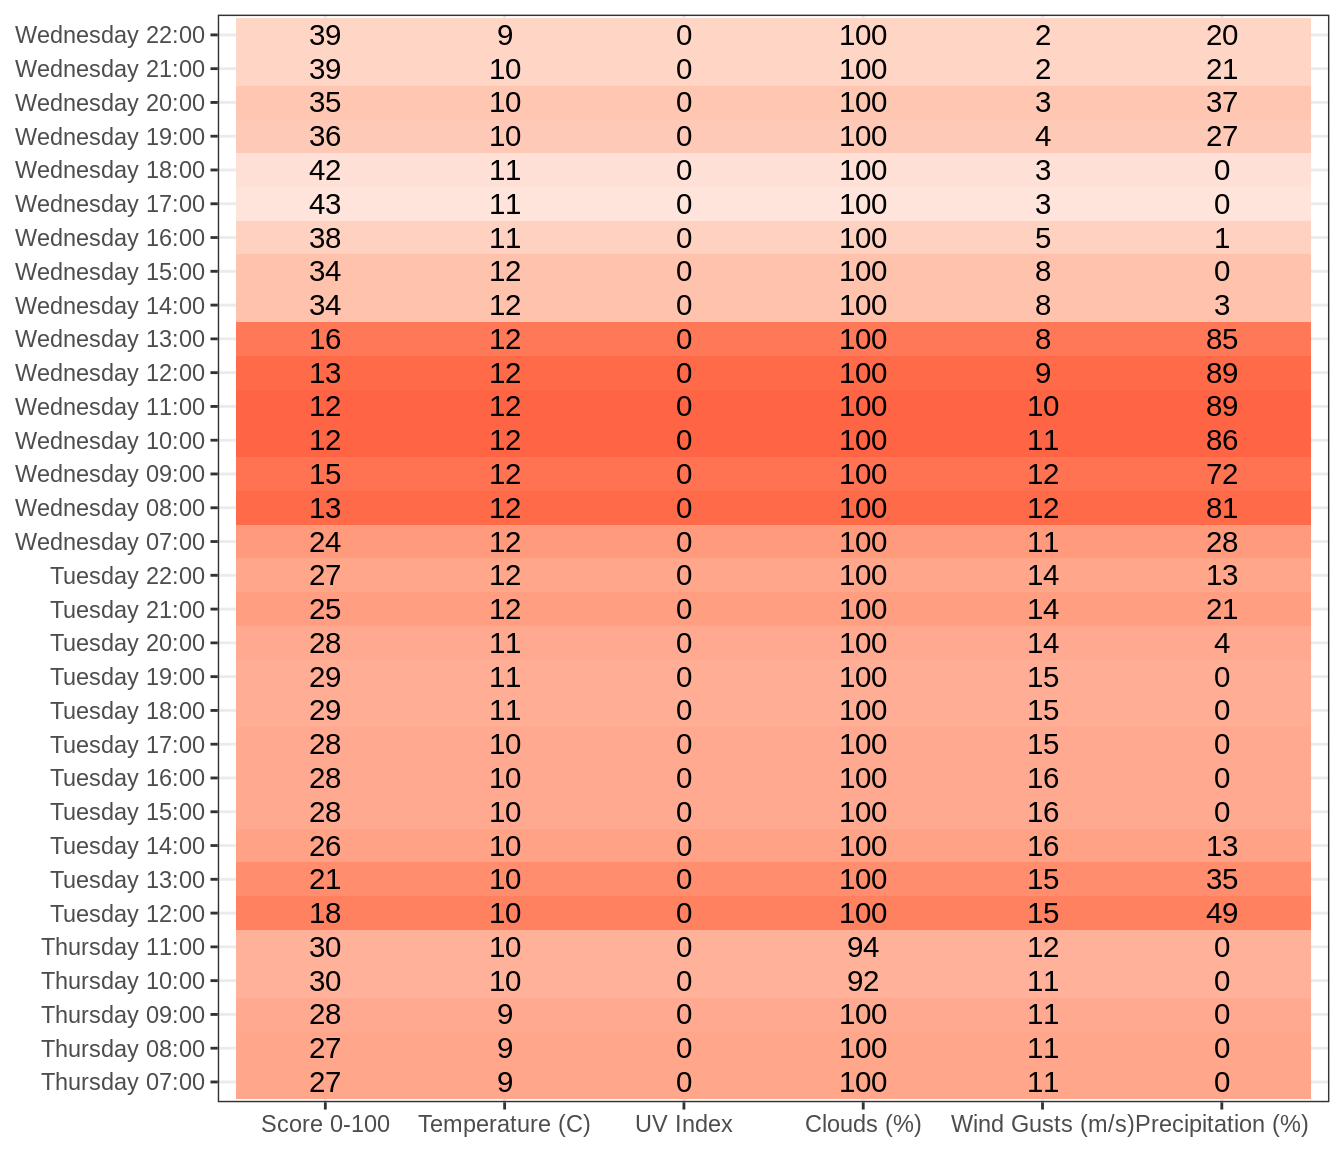 Wednesday 22:00 39 9 0 100 2 20
Wednesday 21:00 39 10 0 100 2 21
Wednesday 20:00 35 10 0 100 3 37
Wednesday 19:00 36 10 0 100 4 27
Wednesday 18:00 42 11 0 100 3 0
Wednesday 17:00 43 11 0 100 3 0
Wednesday 16:00 38 11 0 100 5 1
Wednesday 15:00 34 12 0 100 8 0
Wednesday 14:00 34 12 0 100 8 3
Wednesday 13:00 16 12 0 100 8 85
Wednesday 12:00 13 12 0 100 9 89
Wednesday 11:00 12 12 0 100 10 89
Wednesday 10:00 12 12 0 100 11 86
Wednesday 09:00 15 12 0 100 12 72
Wednesday 08:00 13 12 0 100 12 81
Wednesday 07:00 24 12 0 100 11 28
Tuesday 22:00 27 12 0 100 14 13
Tuesday 21:00 25 12 0 100 14 21
Tuesday 20:00 28 11 0 100 14 4
Tuesday 19:00 29 11 0 100 15 0
Tuesday 18:00 29 11 0 100 15 0
Tuesday 17:00 28 10 0 100 15 0
Tuesday 16:00 28 10 0 100 16 0
Tuesday 15:00 28 10 0 100 16 0
Tuesday 14:00 26 10 0 100 16 13
Tuesday 13:00 21 10 0 100 15 35
Tuesday 12:00 18 10 0 100 15 49
Thursday 11:00 30 10 0 94 12 0
Thursday 10:00 30 10 0 92 11 0
Thursday 09:00 28 9 0 100 11 0
Thursday 08:00 27 9 0 100 11 0
Thursday 07:00 27 9 0 100 11 0
Score 0-100 Temperature (C) UV Index Clouds (%) Wind Gusts (m/s) Precipitation (%)